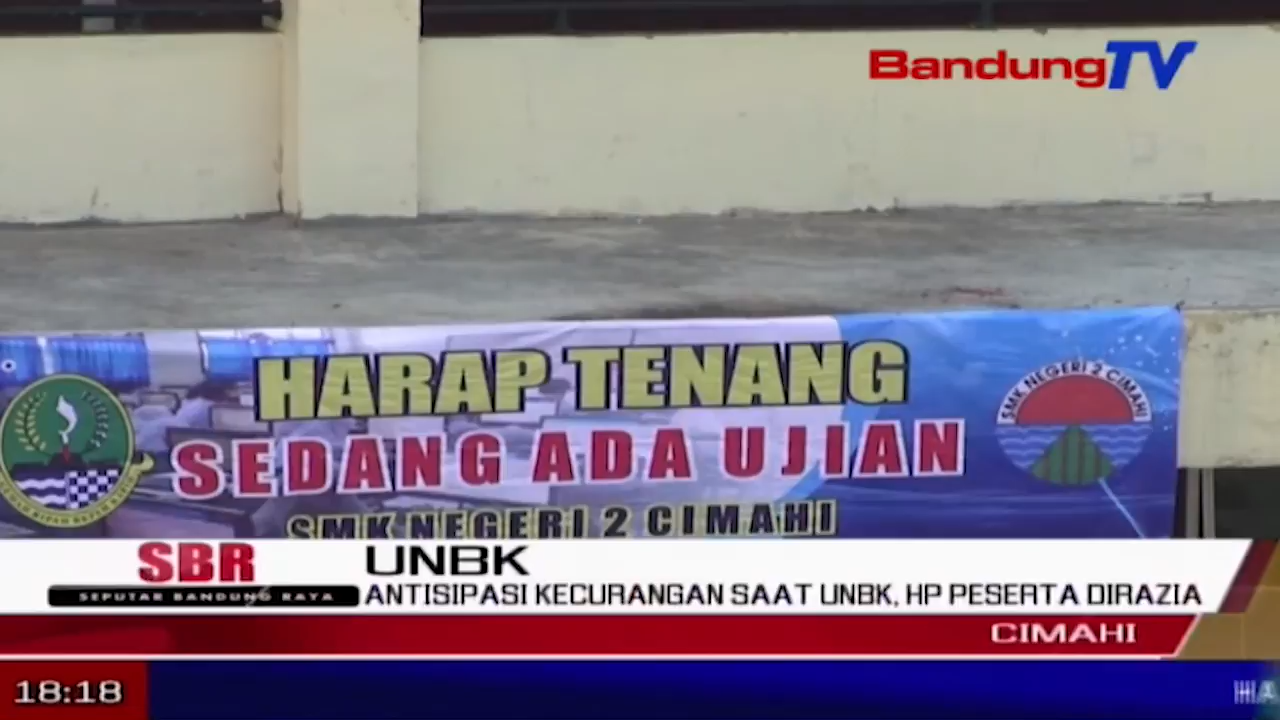 BandungTV
HARAP TENANG
SEDANG ADA UJIAN
SMK NEGERI 2 CIMAHI
SMK NEGERI 2 CIMAHI
SBR
SEPUTAR BANDUNG RAYA
UNBK
ANTISIPASI KECURANGAN SAAT UNBK, HP PESERTA DIRAZIA
CIMAHI
18:18